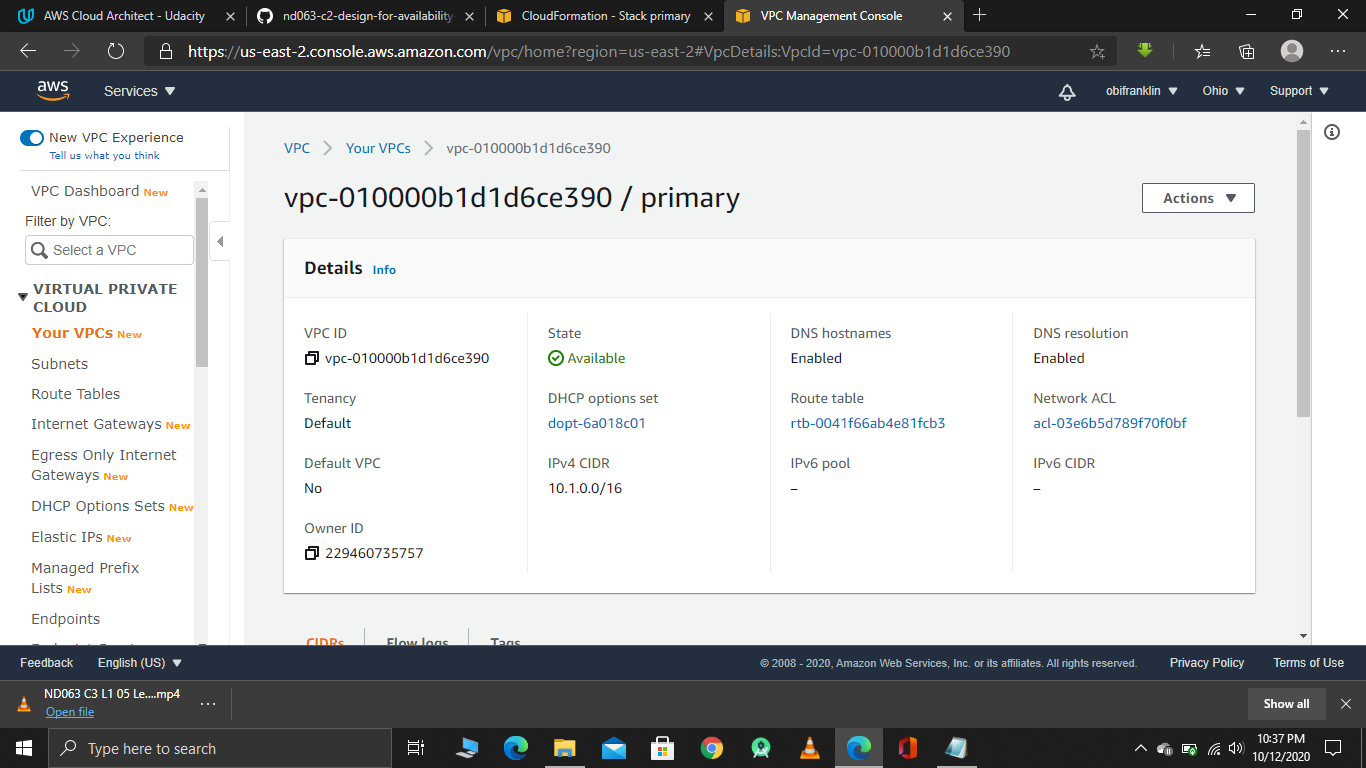 AWS Cloud Architect - Udacity
nd063-c2-design-for-availability
CloudFormation - Stack primary
VPC Management Console
https://us-east-2.console.aws.amazon.com/vpc/home?region=us-east-2#VpcDetails:VpcId=vpc-010000b1d1d6ce390
aws
Services
obifranklin
Ohio
Support
New VPC Experience
Tell us what you think
VPC Dashboard New
Filter by VPC:
Select a VPC
VIRTUAL PRIVATE
CLOUD
Your VPCs New
Subnets
Route Tables
Internet Gateways New
Egress Only Internet
Gateways New
DHCP Options Sets New
Elastic IPs New
Managed Prefix
Lists New
Endpoints
VPC
Your VPCs
vpc-010000b1d1d6ce390
vpc-010000b1d1d6ce390 / primary
Actions
Details Info
VPC ID
vpc-010000b1d1d6ce390
State
Available
DNS hostnames
Enabled
DNS resolution
Enabled
Tenancy
Default
DHCP options set
dopt-6a018c01
Route table
rtb-0041f66ab4e81fcb3
Network ACL
acl-03e6b5d789f70f0bf
Default VPC
No
IPv4 CIDR
10.1.0.0/16
IPv6 pool
–
IPv6 CIDR
–
Owner ID
229460735757
CIDRs
Flow logs
Tags
Feedback
English (US)
© 2008 - 2020, Amazon Web Services, Inc. or its affiliates. All rights reserved.
Privacy Policy
Terms of Use
ND063 C3 L1 05 Le....mp4
Open file
Show all
Type here to search
10:37 PM
10/12/2020